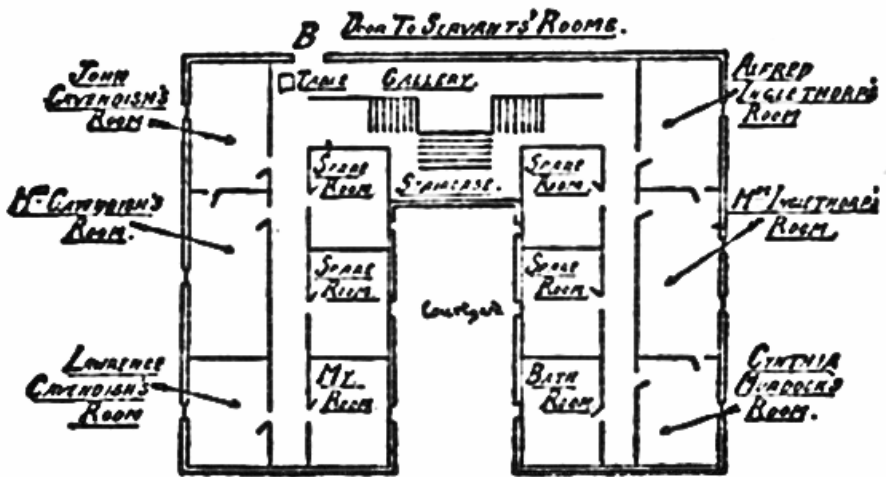 B
DOOR TO SERVANTS' ROOMS.
JOHN
CAVENDISH'S
ROOM
TABLE
GALLERY.
ALFRED
INGLETHORP'S
ROOM
SPARE
ROOM
STAIRCASE.
SPARE
ROOM.
MRS CAVENDISH'S
ROOM.
MRS INGLETHORP'S
ROOM.
SPARE
ROOM.
COURTYARD
SPARE
ROOM.
LAWRENCE
CAVENDISH'S
ROOM
MY
ROOM.
BATH
ROOM.
CYNTHIA
MURDOCK'S
ROOM.